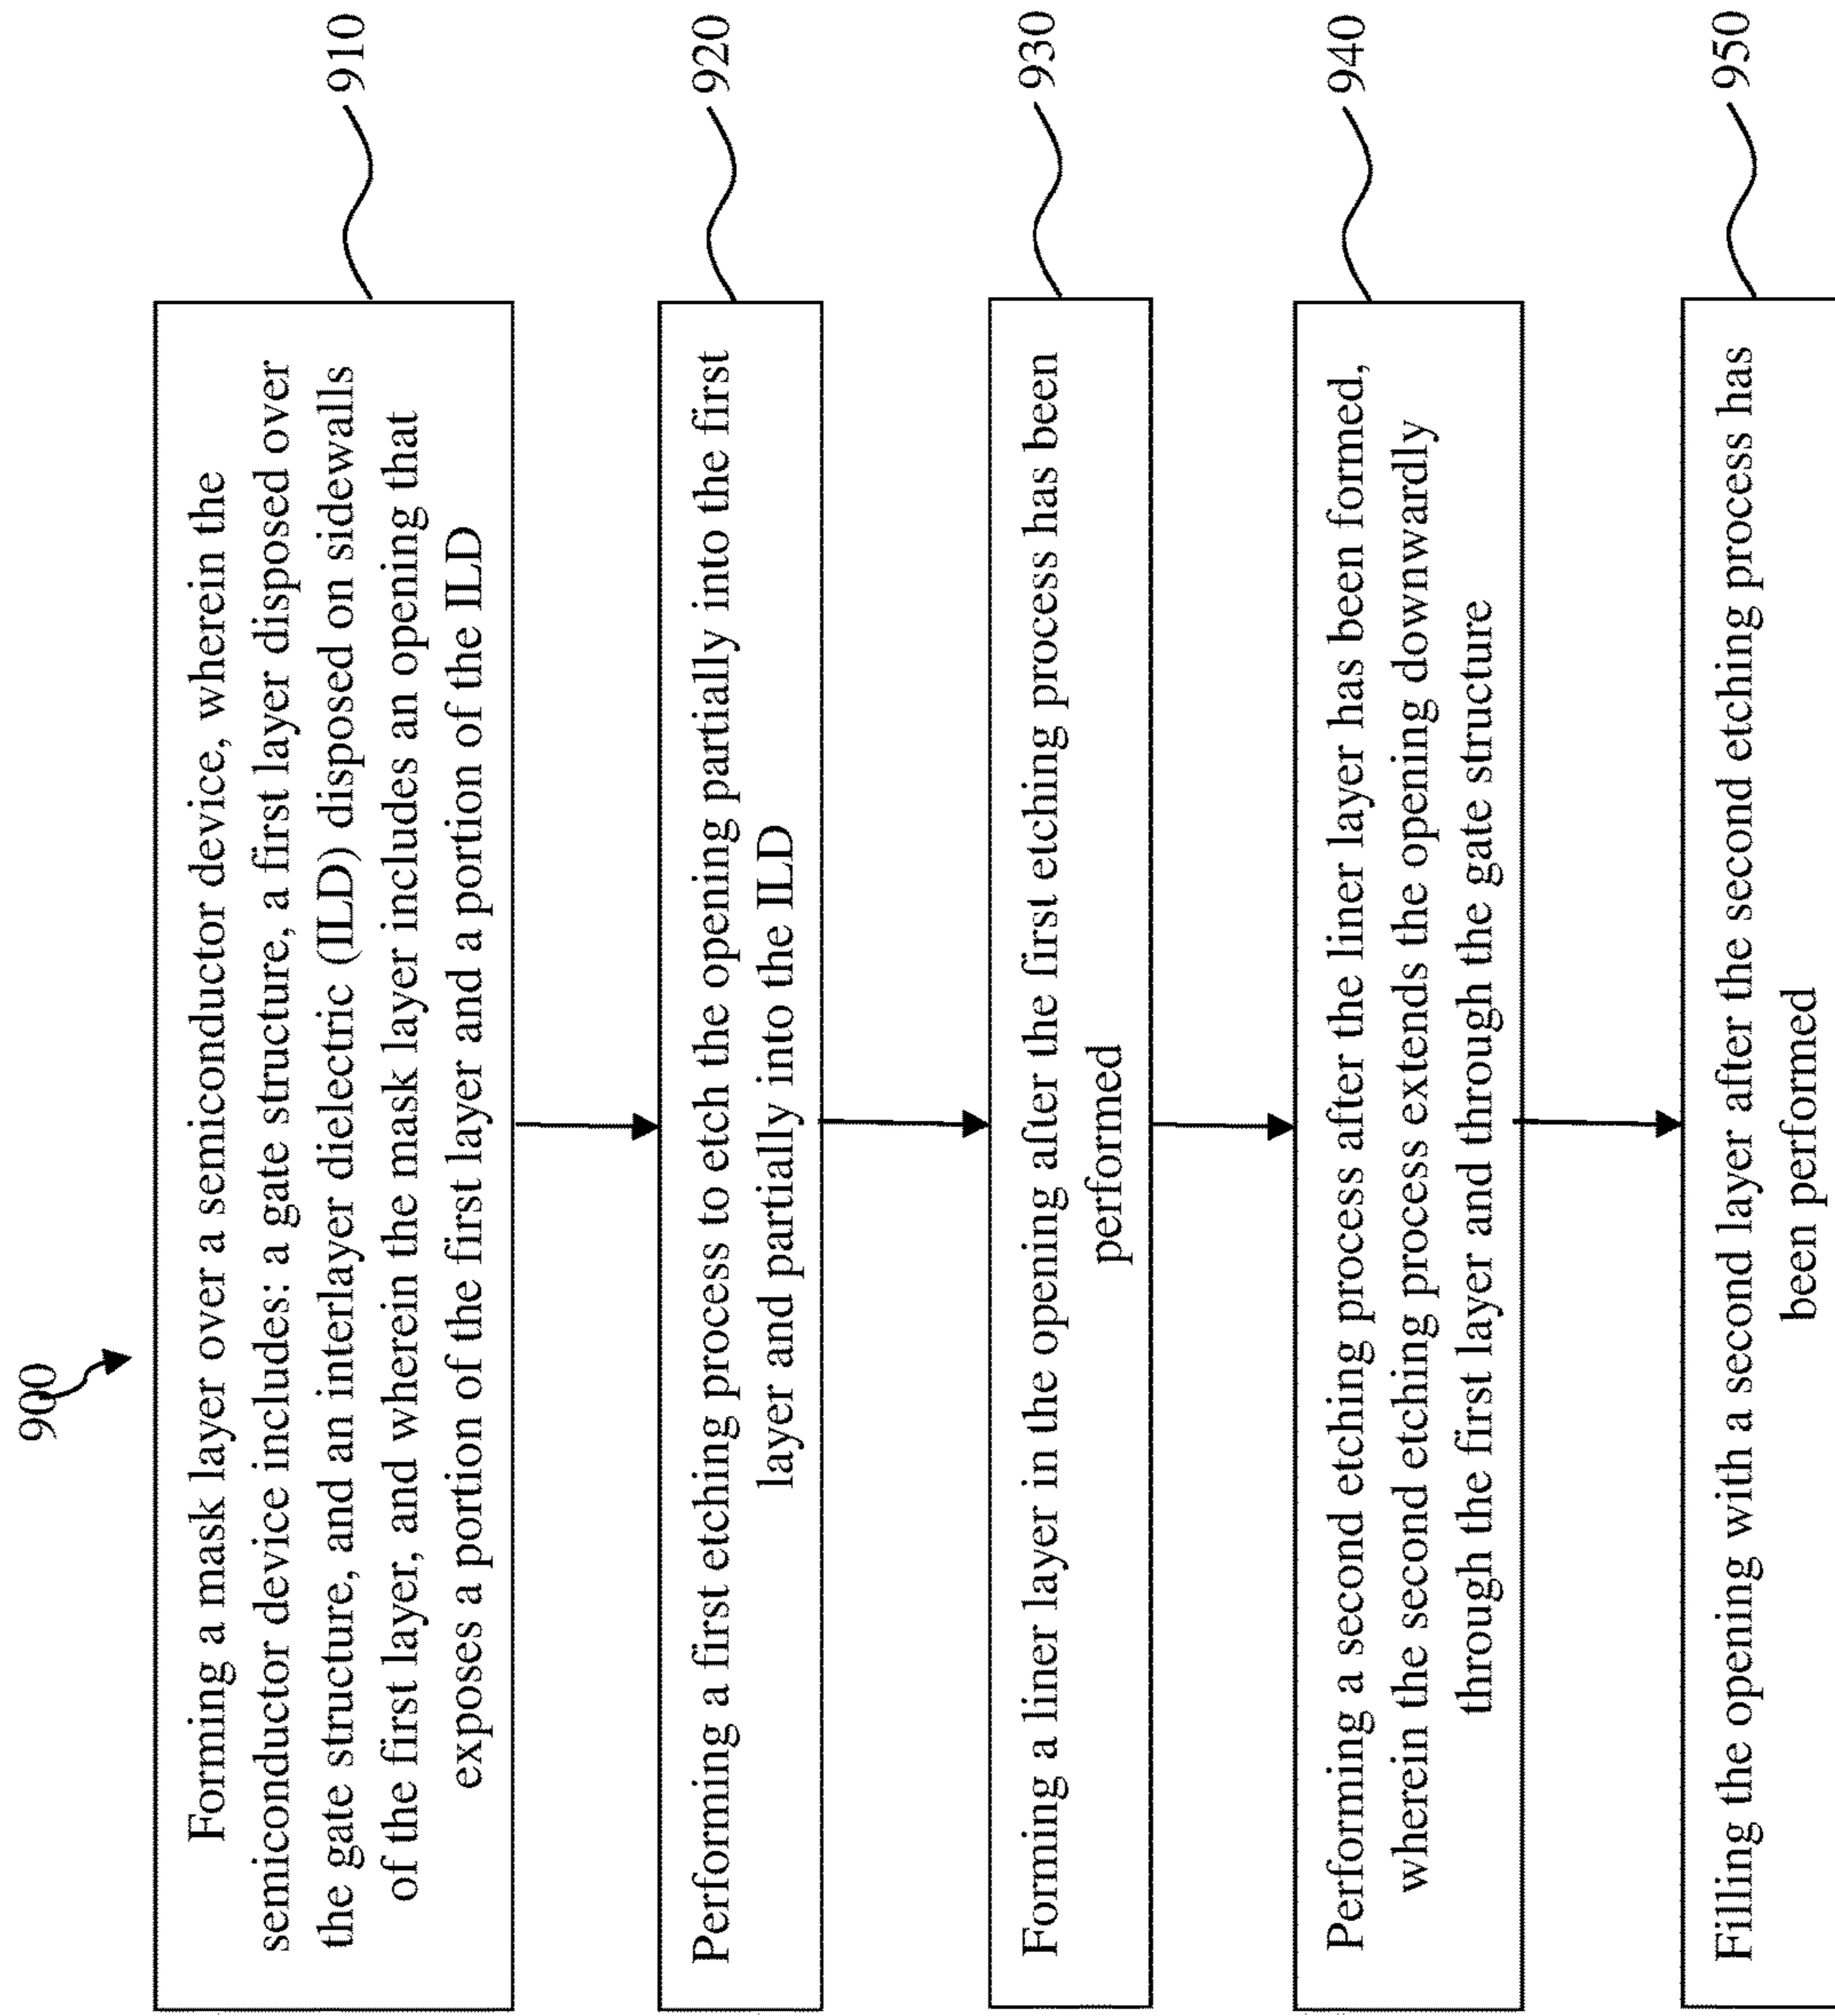 900
Forming a mask layer over a semiconductor device, wherein the
semiconductor device includes: a gate structure, a first layer disposed over
the gate structure, and an interlayer dielectric (ILD) disposed on sidewalls
of the first layer, and wherein the mask layer includes an opening that
exposes a portion of the first layer and a portion of the ILD
910
Performing a first etching process to etch the opening partially into the first
layer and partially into the ILD
920
Forming a liner layer in the opening after the first etching process has been
performed
930
Performing a second etching process after the liner layer has been formed,
wherein the second etching process extends the opening downwardly
through the first layer and through the gate structure
940
Filling the opening with a second layer after the second etching process has
been performed
950